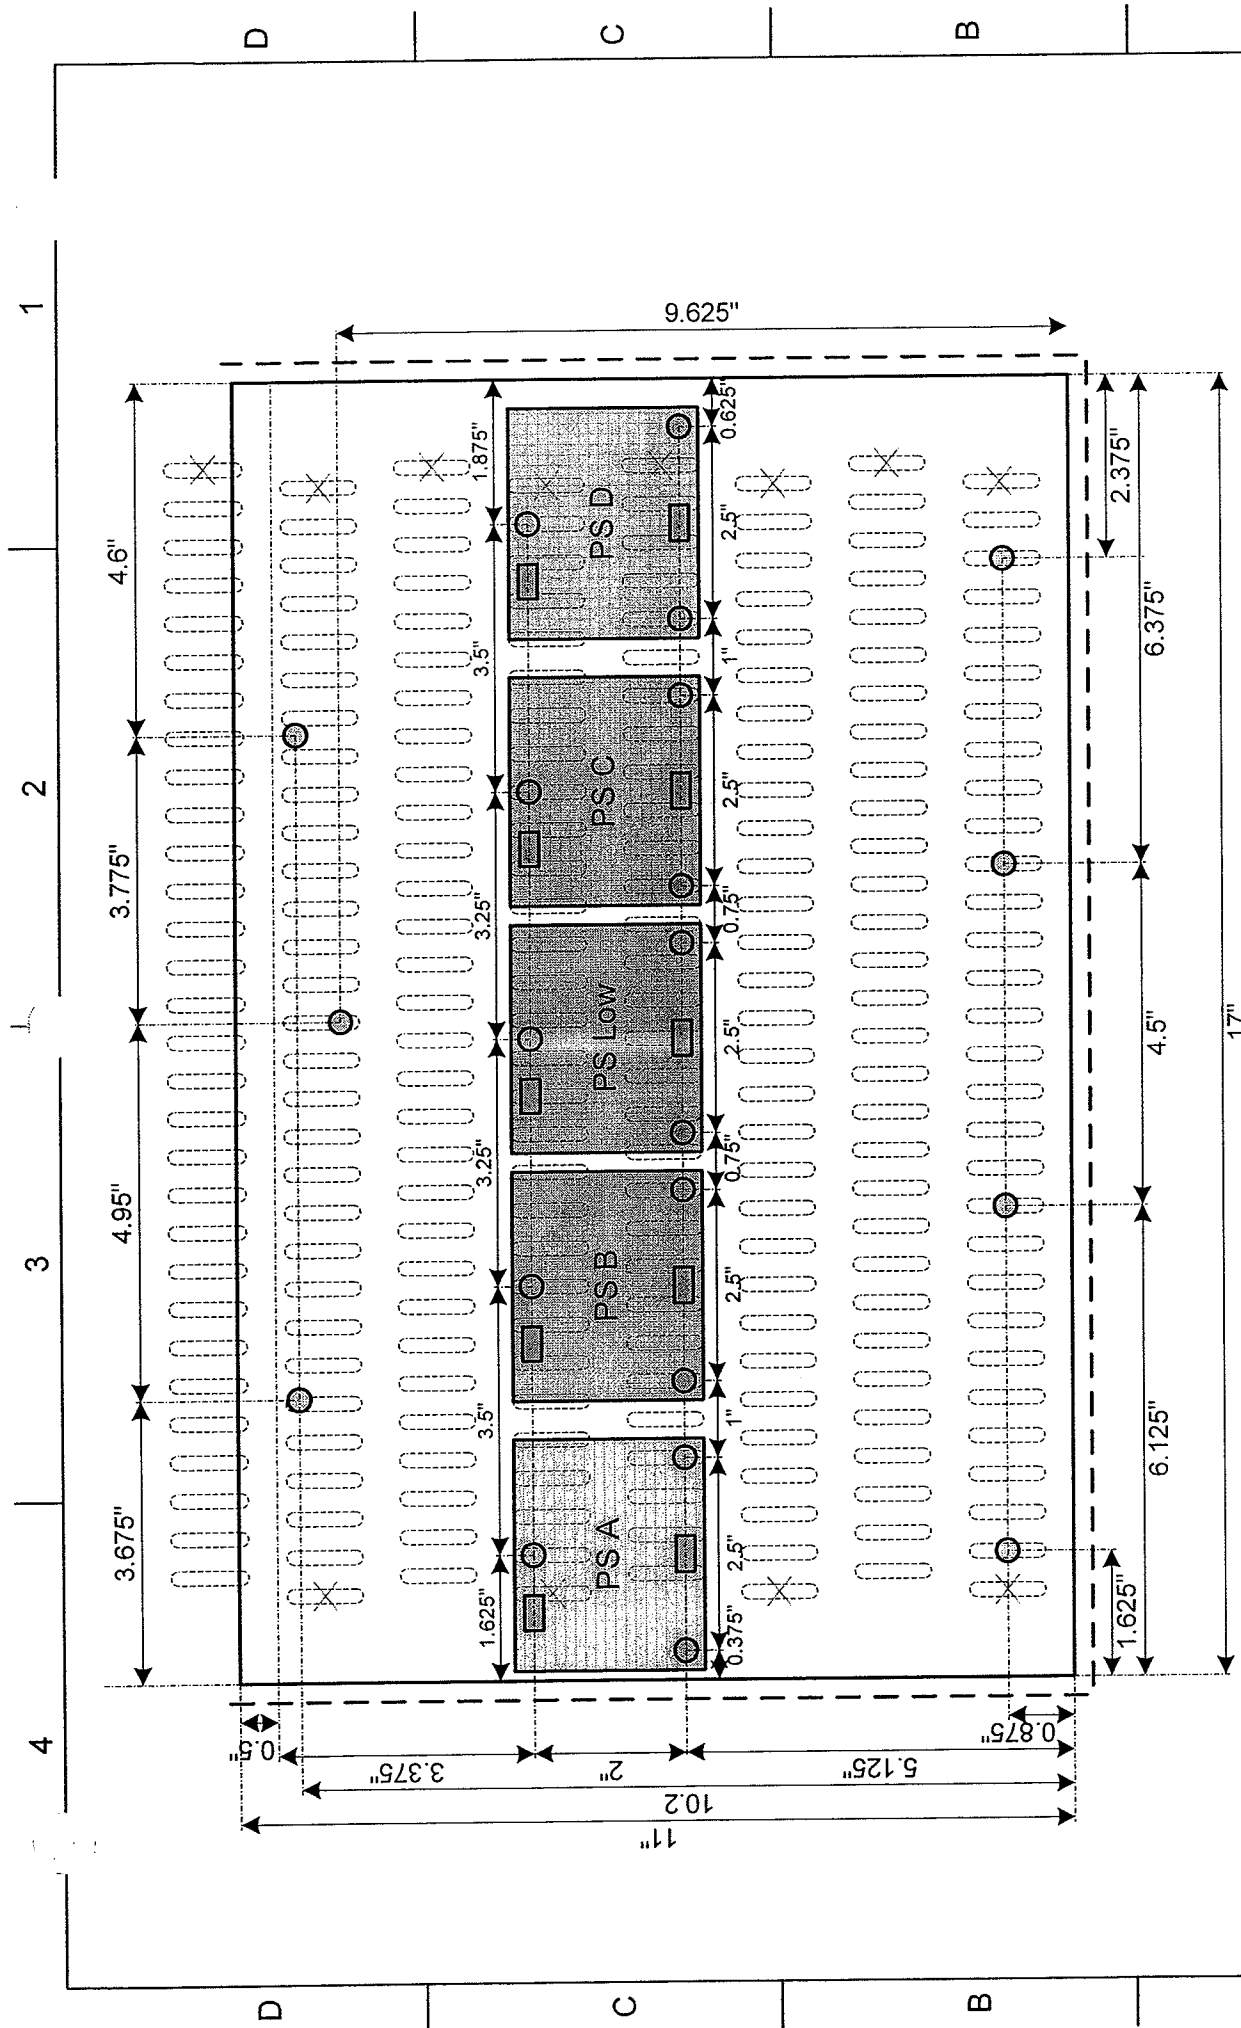 4 3 2 1
D D
3.675" 4.95" 3.775" 4.6"
0.5"
3.375"
1.625" 3.5" 3.25" 3.25" 3.5" 1.875"
C C
PS A PS B PS Low PS C PS D
2"
11"
10.2
9.625"
0.375" 2.5" 1" 2.5" 0.75" 2.5" 0.75" 2.5" 1" 2.5" 0.625"
5.125"
B B
0.875"
1.625" 2.375"
6.125" 4.5" 6.375"
17"